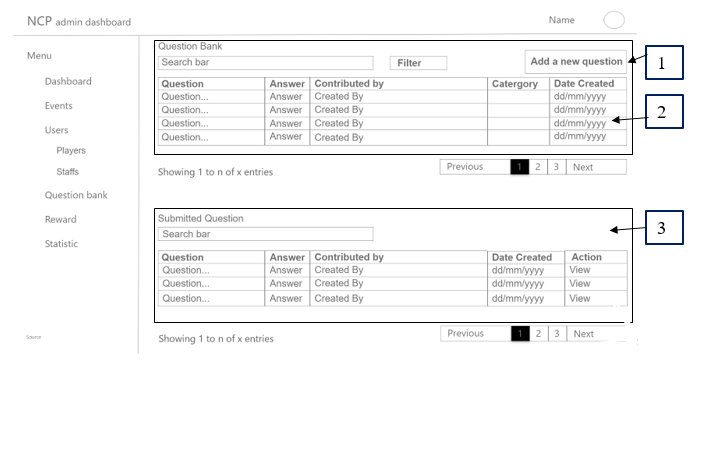 NCP admin dashboard
Name
Menu
Dashboard
Events
Users
Players
Staffs
Question bank
Reward
Statistic
Source
Question Bank
Search bar Filter Add a new question
Question Answer Contributed by Catergory Date Created
Question... Answer Created By dd/mm/yyyy
Question... Answer Created By dd/mm/yyyy
Question... Answer Created By dd/mm/yyyy
Question... Answer Created By dd/mm/yyyy
Showing 1 to n of x entries
Previous 1 2 3 Next
Submitted Question
Search bar
Question Answer Contributed by Date Created Action
Question... Answer Created By dd/mm/yyyy View
Question... Answer Created By dd/mm/yyyy View
Question... Answer Created By dd/mm/yyyy View
Showing 1 to n of x entries
Previous 1 2 3 Next
1
2
3